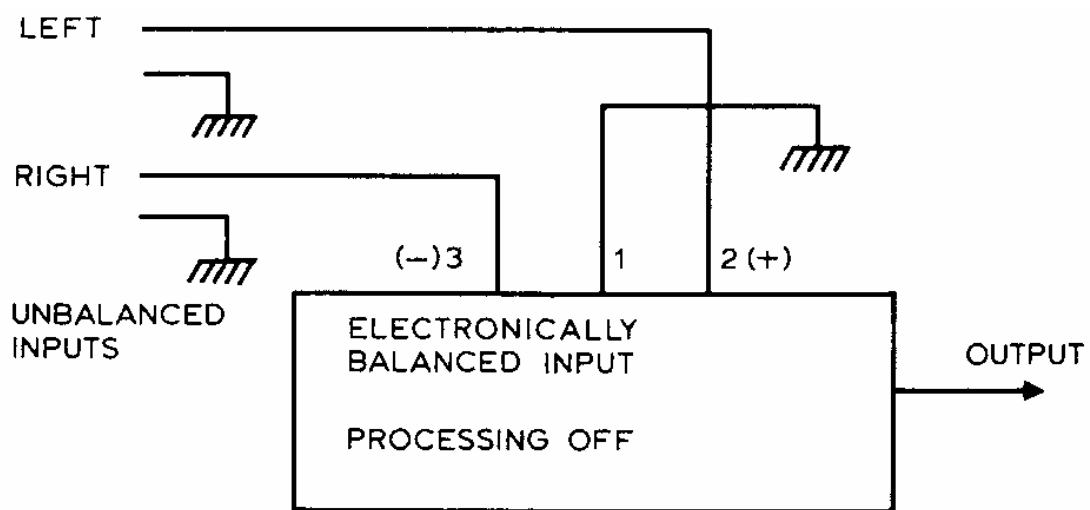 LEFT
RIGHT
(−)3
1
2(+)
UNBALANCED
INPUTS
ELECTRONICALLY
BALANCED INPUT
OUTPUT
PROCESSING OFF